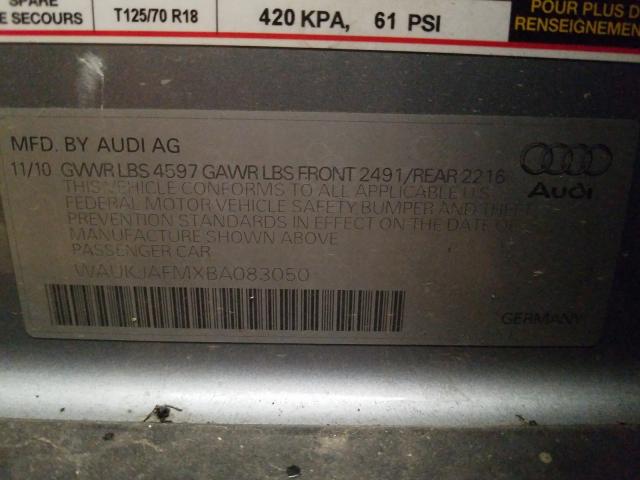 SPARE
E SECOURS
T125/70 R18
420 KPA, 61 PSI
POUR PLUS D
RENSEIGNEMEN
MFD. BY AUDI AG
11/10 GVWR LBS 4597 GAWR LBS FRONT 2491/REAR 2216
THIS VEHICLE CONFORMS TO ALL APPLICABLE U.S.
FEDERAL MOTOR VEHICLE SAFETY BUMPER AND THEFT
PREVENTION STANDARDS IN EFFECT ON THE DATE OF
MANUFACTURE SHOWN ABOVE
PASSENGER CAR
WAUKJAFMXBA083050
Audi
GERMANY